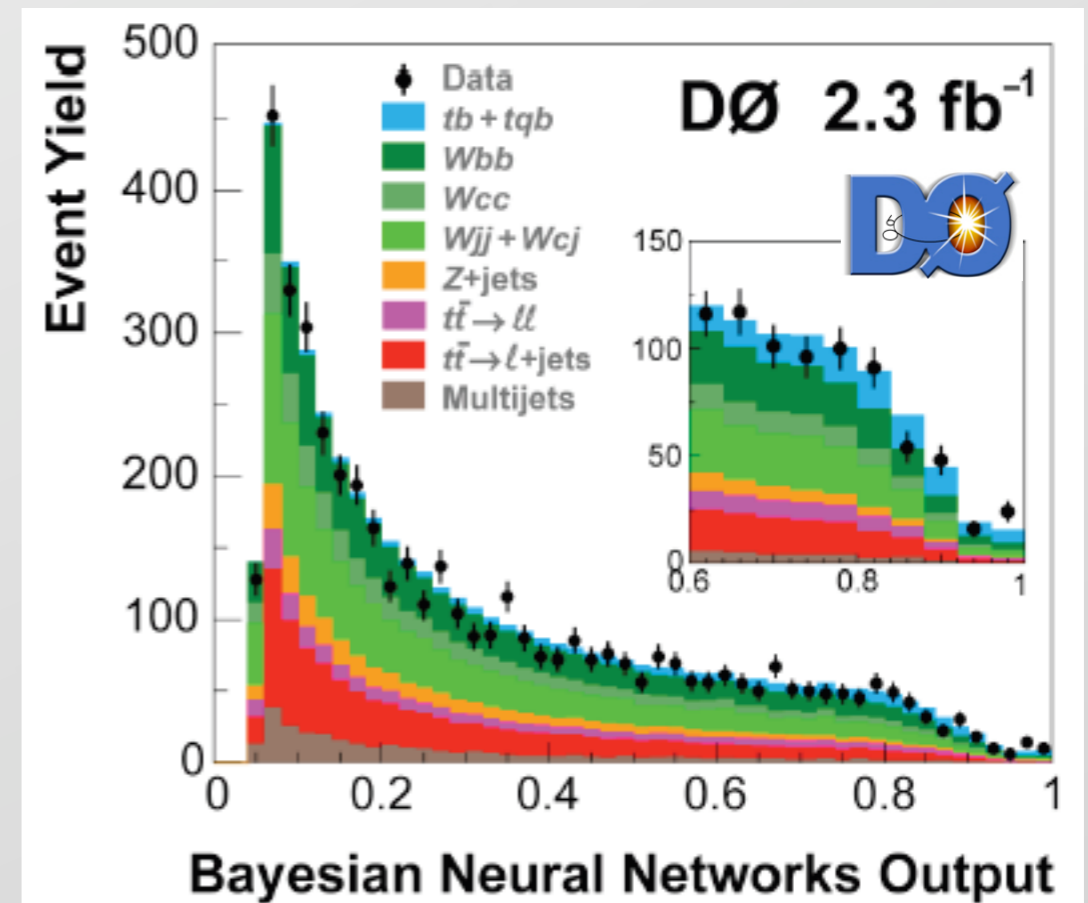 Event Yield
500
400
300
200
100
0
0 0.2 0.4 0.6 0.8 1
Bayesian Neural Networks Output
Data
tb+tqb
Wbb
Wcc
Wjj+Wcj
Z+jets
tt̄→ℓℓ
tt̄→ℓ+jets
Multijets
DØ 2.3 fb⁻¹
DØ
150
100
50
0
0.6 0.8 1